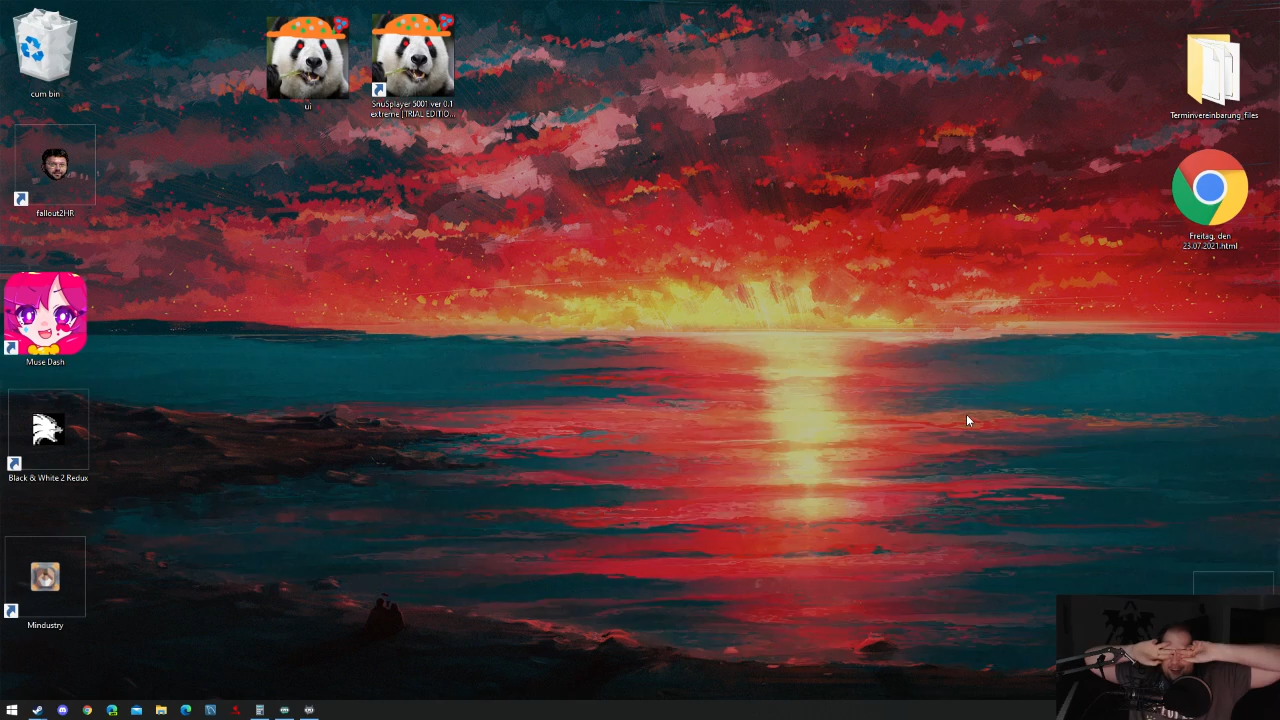 cum bin
ui
SnuSplayer 5001 ver 0.1
extreme [TRIAL EDITIO...
Terminvereinbarung_files
fallout2HR
Freitag, den
23.07.2021.html
Muse Dash
Black & White 2 Redux
Mindustry